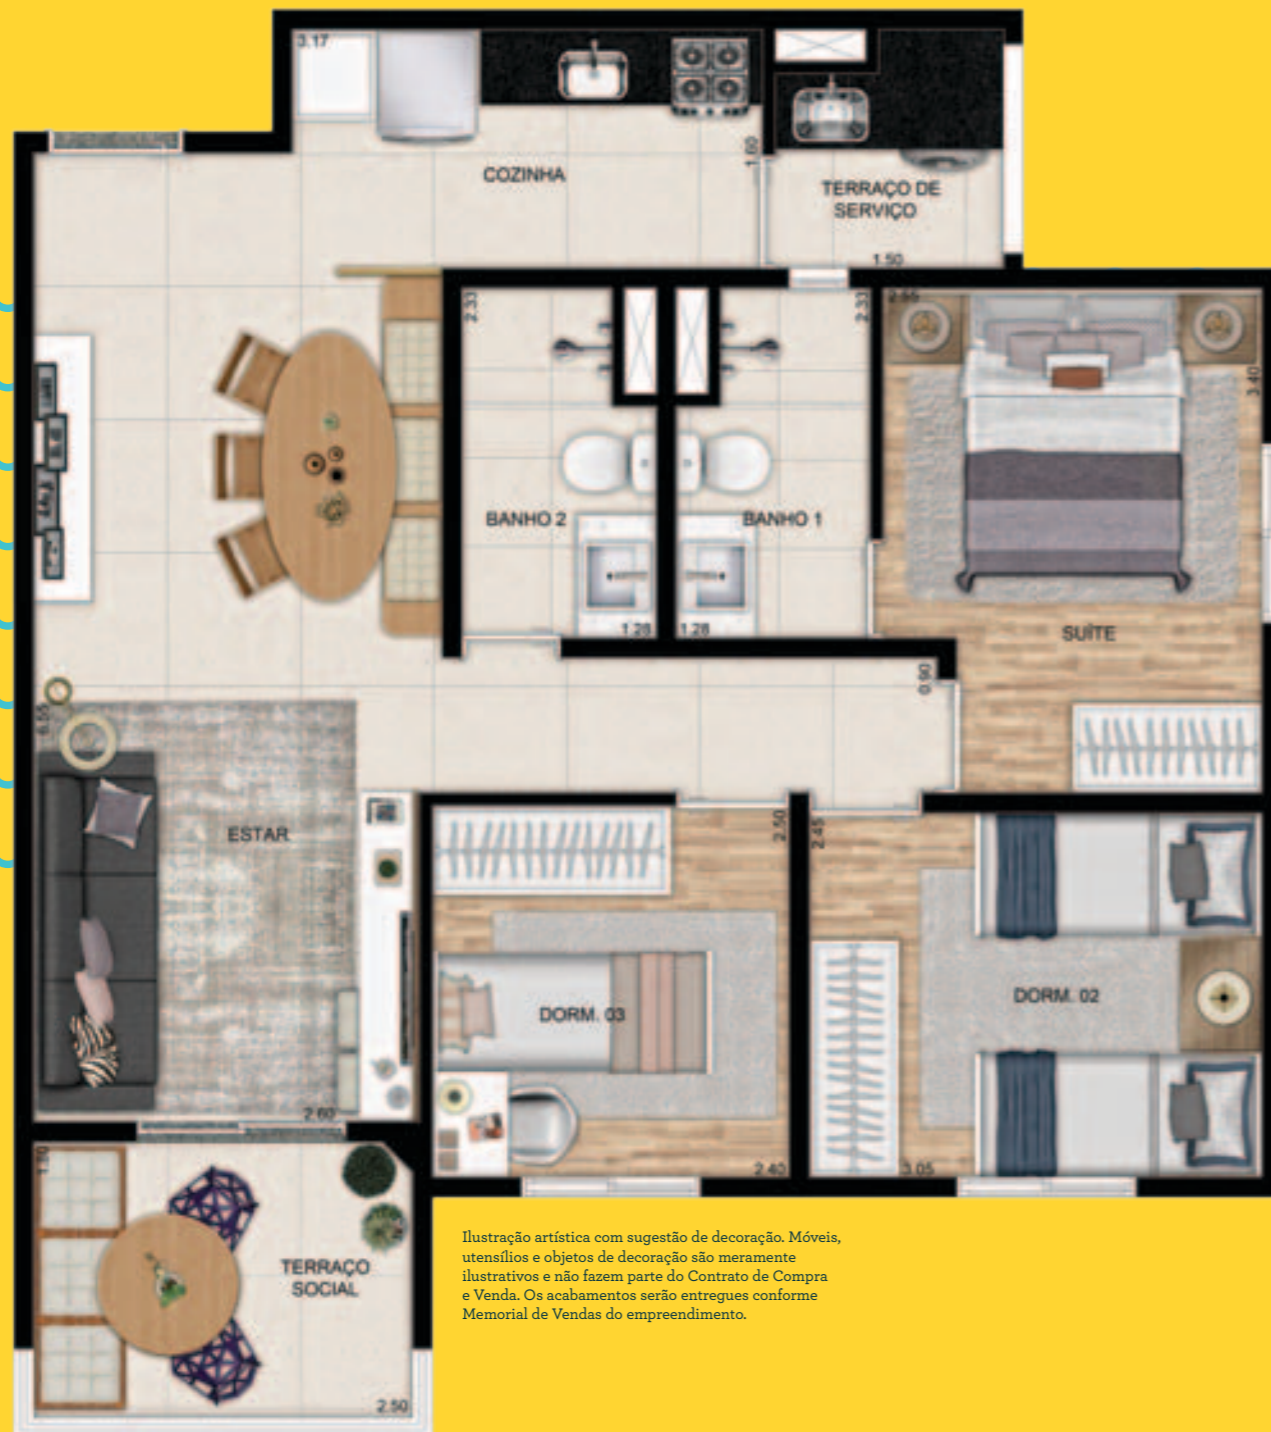 3.17
COZINHA
1.60
TERRAÇO DE
SERVIÇO
1.50
2.33
2.33
2.55
3.40
BANHO 2
BANHO 1
1.28
1.28
SUÍTE
0.90
6.55
ESTAR
2.50
2.45
DORM. 03
DORM. 02
2.60
2.40
3.05
1.80
TERRAÇO
SOCIAL
2.50
Ilustração artística com sugestão de decoração. Móveis,
utensílios e objetos de decoração são meramente
ilustrativos e não fazem parte do Contrato de Compra
e Venda. Os acabamentos serão entregues conforme
Memorial de Vendas do empreendimento.